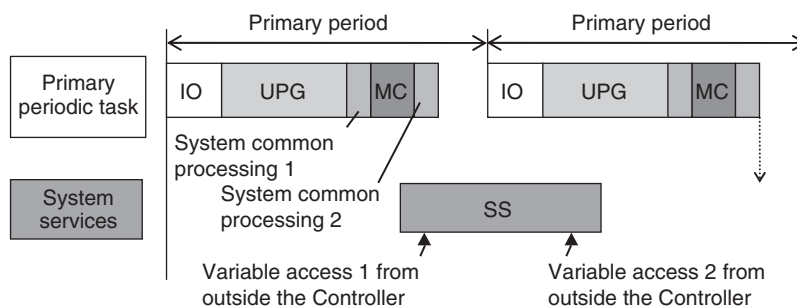 Primary period
Primary period
Primary
periodic task
IO
UPG
MC
IO
UPG
MC
System common
processing 1
System common
processing 2
System
services
SS
Variable access 1 from
outside the Controller
Variable access 2 from
outside the Controller